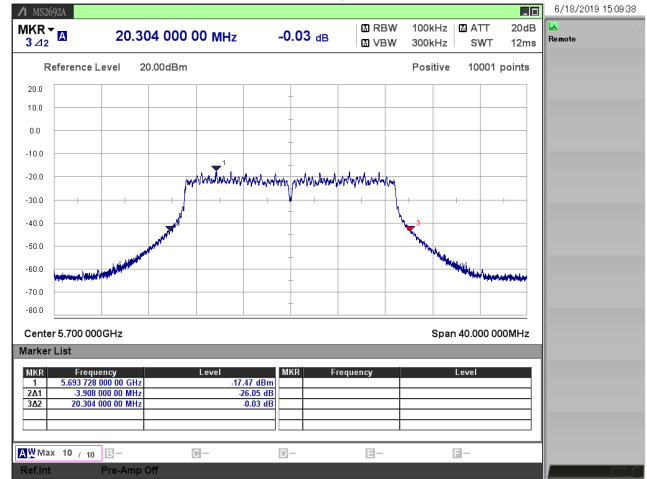 MS2692A
6/18/2019 15:09:38
MKR
3 Δ2
A
20.304 000 00 MHz
-0.03 dB
M RBW 100kHz M ATT 20dB
M VBW 300kHz SWT 12ms
Remote
Reference Level 20.00dBm
Positive 10001 points
20.0
10.0
0.0
-10.0
-20.0
-30.0
-40.0
-50.0
-60.0
-70.0
-80.0
1
3
Center 5.700 000GHz
Span 40.000 000MHz
Marker List
MKR Frequency Level MKR Frequency Level
1 5.693 728 000 00 GHz -17.47 dBm
2Δ1 -3.908 000 00 MHz -26.05 dB
3Δ2 20.304 000 00 MHz -0.03 dB
A W Max 10 / 10 B-- C-- D-- E-- F--
Ref.Int Pre-Amp Off